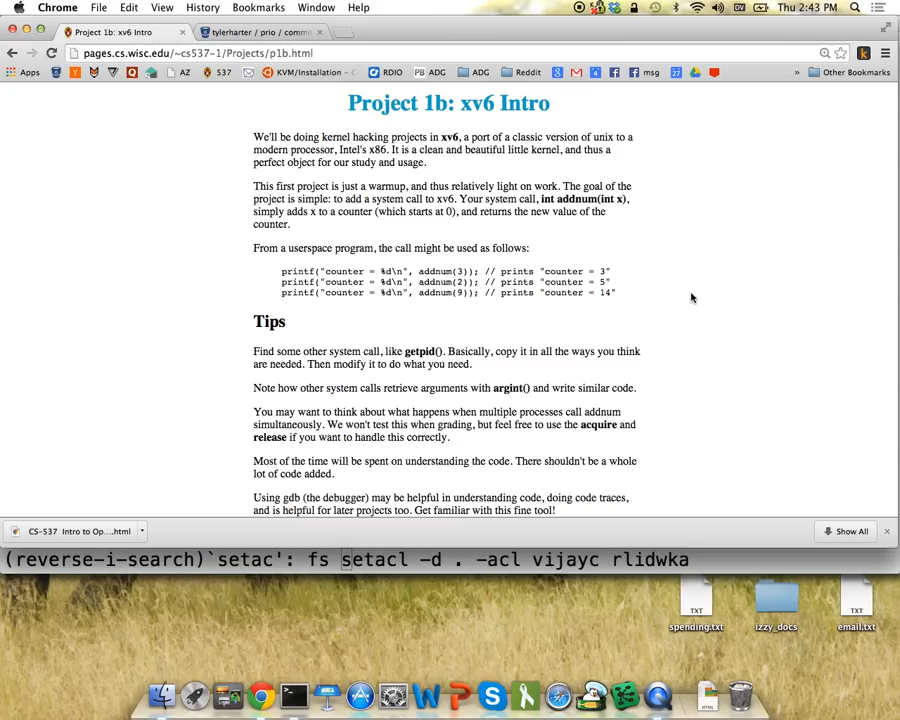 Chrome File Edit View History Bookmarks Window Help Thu 2:43 PM
Project 1b: xv6 Intro tylerharter / prio / comm
pages.cs.wisc.edu/~cs537-1/Projects/p1b.html
Apps AZ 537 KVM/Installation - RDIO PB ADG ADG Reddit msg » Other Bookmarks
Project 1b: xv6 Intro
We'll be doing kernel hacking projects in xv6, a port of a classic version of unix to a
modern processor, Intel's x86. It is a clean and beautiful little kernel, and thus a
perfect object for our study and usage.
This first project is just a warmup, and thus relatively light on work. The goal of the
project is simple: to add a system call to xv6. Your system call, int addnum(int x),
simply adds x to a counter (which starts at 0), and returns the new value of the
counter.
From a userspace program, the call might be used as follows:
printf("counter = %d\n", addnum(3)); // prints "counter = 3"
printf("counter = %d\n", addnum(2)); // prints "counter = 5"
printf("counter = %d\n", addnum(9)); // prints "counter = 14"
Tips
Find some other system call, like getpid(). Basically, copy it in all the ways you think
are needed. Then modify it to do what you need.
Note how other system calls retrieve arguments with argint() and write similar code.
You may want to think about what happens when multiple processes call addnum
simultaneously. We won't test this when grading, but feel free to use the acquire and
release if you want to handle this correctly.
Most of the time will be spent on understanding the code. There shouldn't be a whole
lot of code added.
Using gdb (the debugger) may be helpful in understanding code, doing code traces,
and is helpful for later projects too. Get familiar with this fine tool!
CS-537 Intro to Op....html Show All
(reverse-i-search)`setac': fs setacl -d . -acl vijayc rlidwka
TXT TXT
spending.txt izzy_docs email.txt